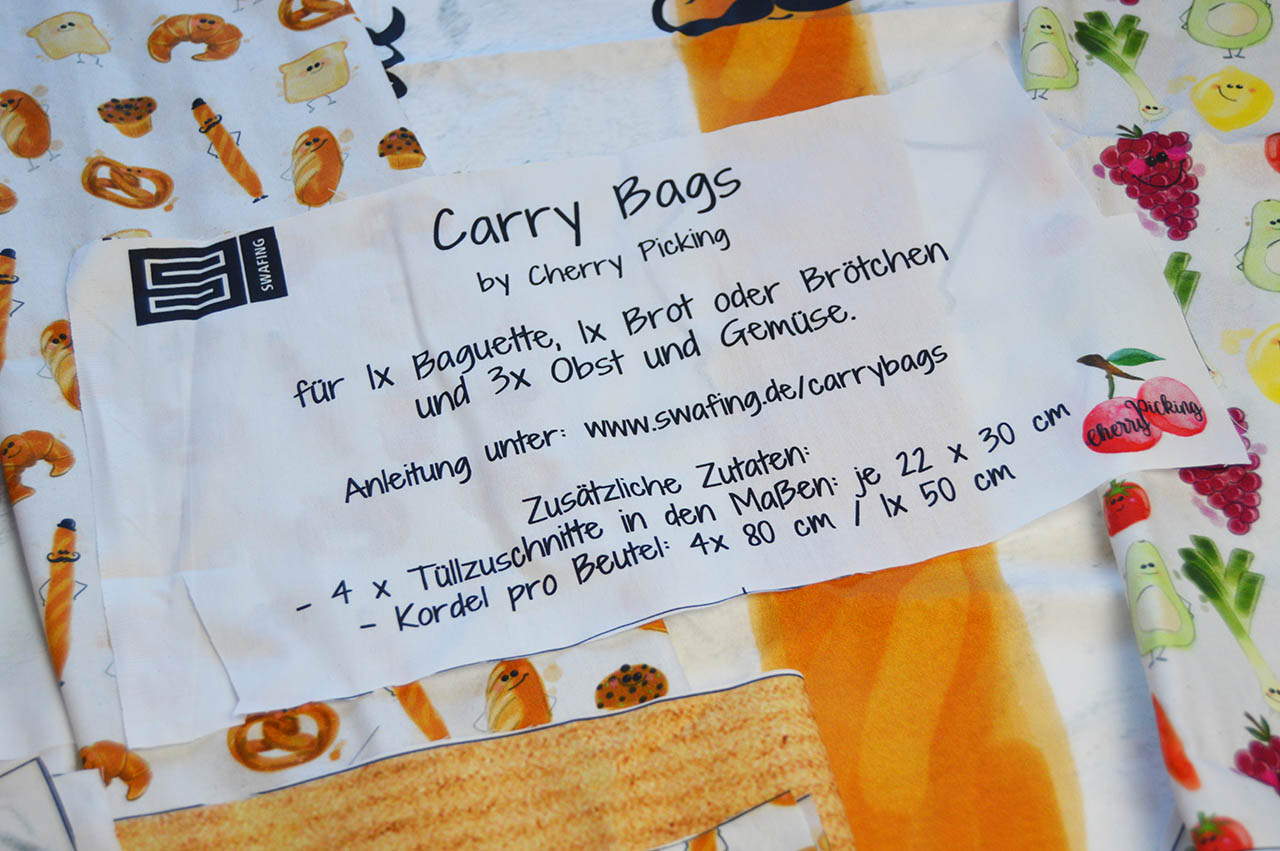 SWAFING
Carry Bags
by Cherry Picking
für 1x Baguette, 1x Brot oder Brötchen
und 3x Obst und Gemüse.
Anleitung unter: www.swafing.de/carrybags
Zusätzliche Zutaten:
- 4 x Tüllzuschnitte in den Maßen: je 22 x 30 cm
- Kordel pro Beutel: 4x 80 cm / 1x 50 cm
Cherry Picking